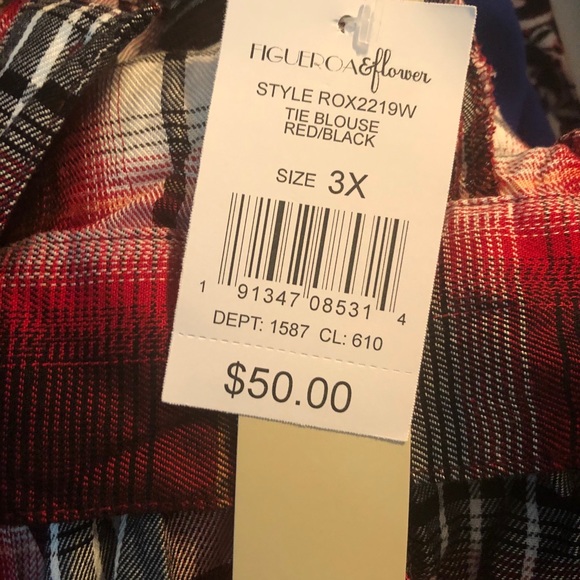 FIGUEROA&flower
STYLE ROX2219W
TIE BLOUSE
RED/BLACK
SIZE 3X
1 91347 08531 4
DEPT: 1587 CL: 610
$50.00